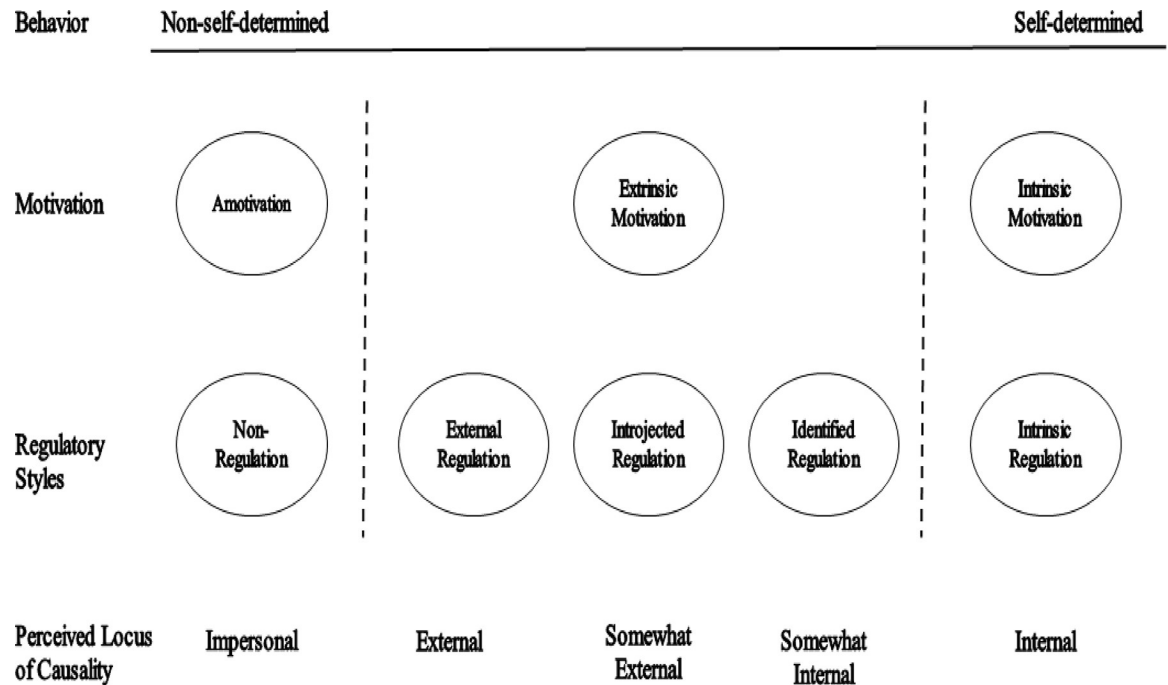 Behavior Non-self-determined Self-determined
Motivation
Amotivation
Extrinsic
Motivation
Intrinsic
Motivation
Regulatory
Styles
Non-
Regulation
External
Regulation
Introjected
Regulation
Identified
Regulation
Intrinsic
Regulation
Perceived Locus
of Causality
Impersonal
External
Somewhat
External
Somewhat
Internal
Internal